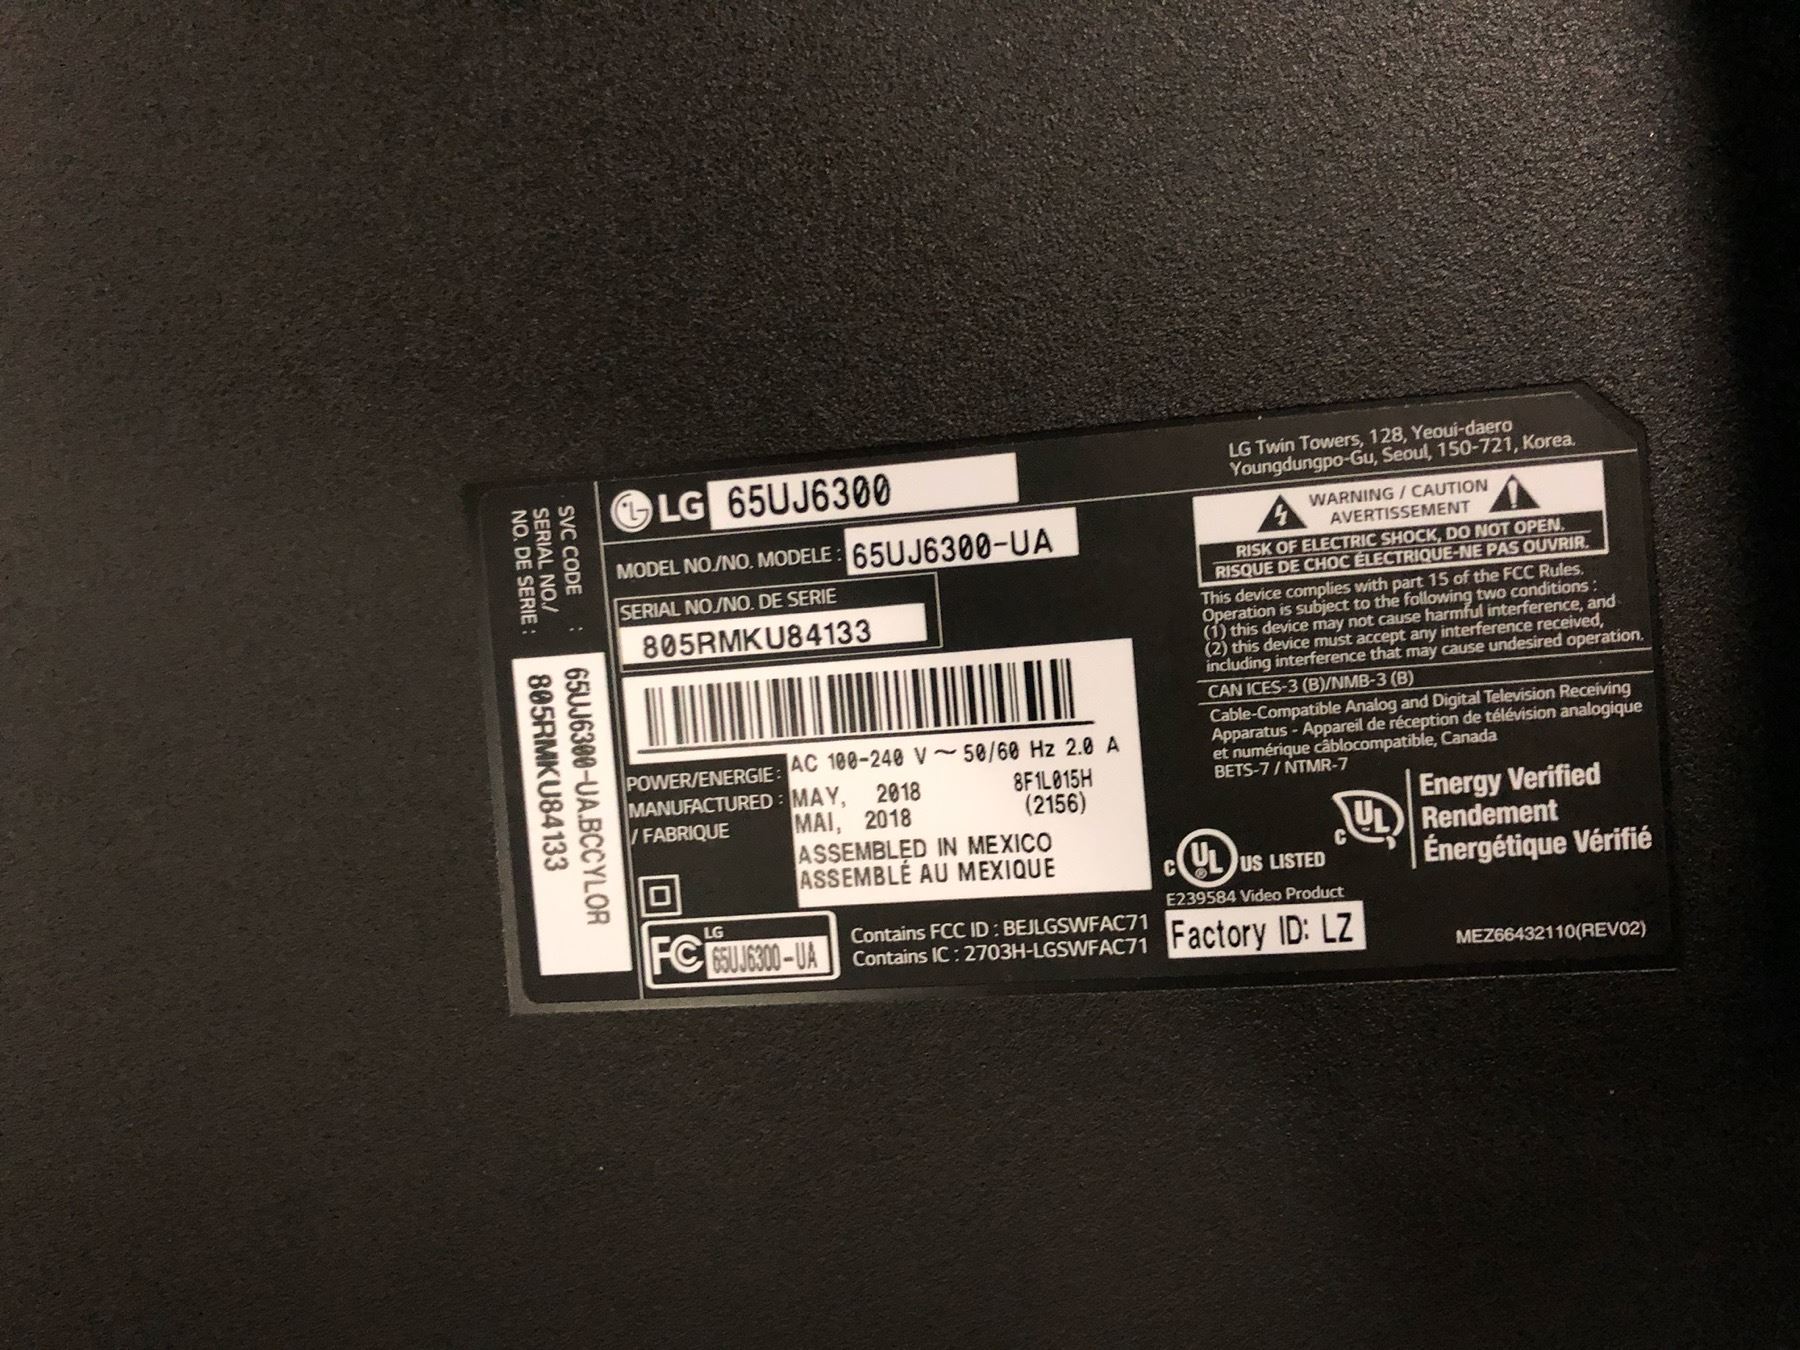 SVC CODE :
SERIAL NO./
NO. DE SERIE :
65UJ6300-UA.BCCYLOR
805RMKU84133
LG 65UJ6300
MODEL NO./NO. MODELE : 65UJ6300-UA
SERIAL NO./NO. DE SERIE
805RMKU84133
POWER/ENERGIE : AC 100-240 V ~ 50/60 Hz 2.0 A
MANUFACTURED : MAY, 2018 8F1L015H
/ FABRIQUE MAI, 2018 (2156)
ASSEMBLED IN MEXICO
ASSEMBLÉ AU MEXIQUE
FC LG
65UJ6300-UA
Contains FCC ID : BEJLGSWFAC71
Contains IC : 2703H-LGSWFAC71
LG Twin Towers, 128, Yeoui-daero
Youngdungpo-Gu, Seoul, 150-721, Korea.
WARNING / CAUTION
AVERTISSEMENT
RISK OF ELECTRIC SHOCK, DO NOT OPEN.
RISQUE DE CHOC ÉLECTRIQUE-NE PAS OUVRIR.
This device complies with part 15 of the FCC Rules.
Operation is subject to the following two conditions :
(1) this device may not cause harmful interference, and
(2) this device must accept any interference received,
including interference that may cause undesired operation.
CAN ICES-3 (B)/NMB-3 (B)
Cable-Compatible Analog and Digital Television Receiving
Apparatus - Appareil de réception de télévision analogique
et numérique câblocompatible, Canada
BETS-7 / NTMR-7
c UL US LISTED
E239584 Video Product
c UL Energy Verified
Rendement
Énergétique Vérifié
Factory ID: LZ
MEZ66432110(REV02)